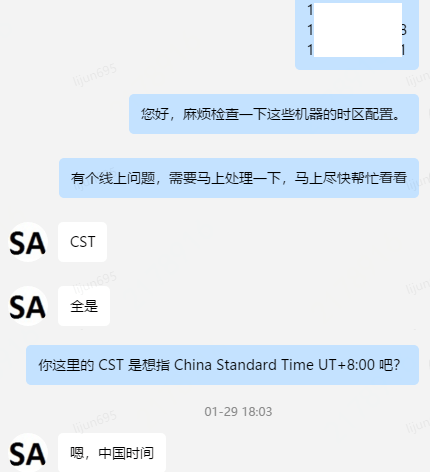 1
1 3
1 1
lijun695
您好，麻烦检查一下这些机器的时区配置。
有个线上问题，需要马上处理一下，马上尽快帮忙看看
SA
CST
SA
全是
lijun695
你这里的 CST 是想指 China Standard Time UT+8:00 吧？
01-29 18:03
lijun695
SA
嗯，中国时间